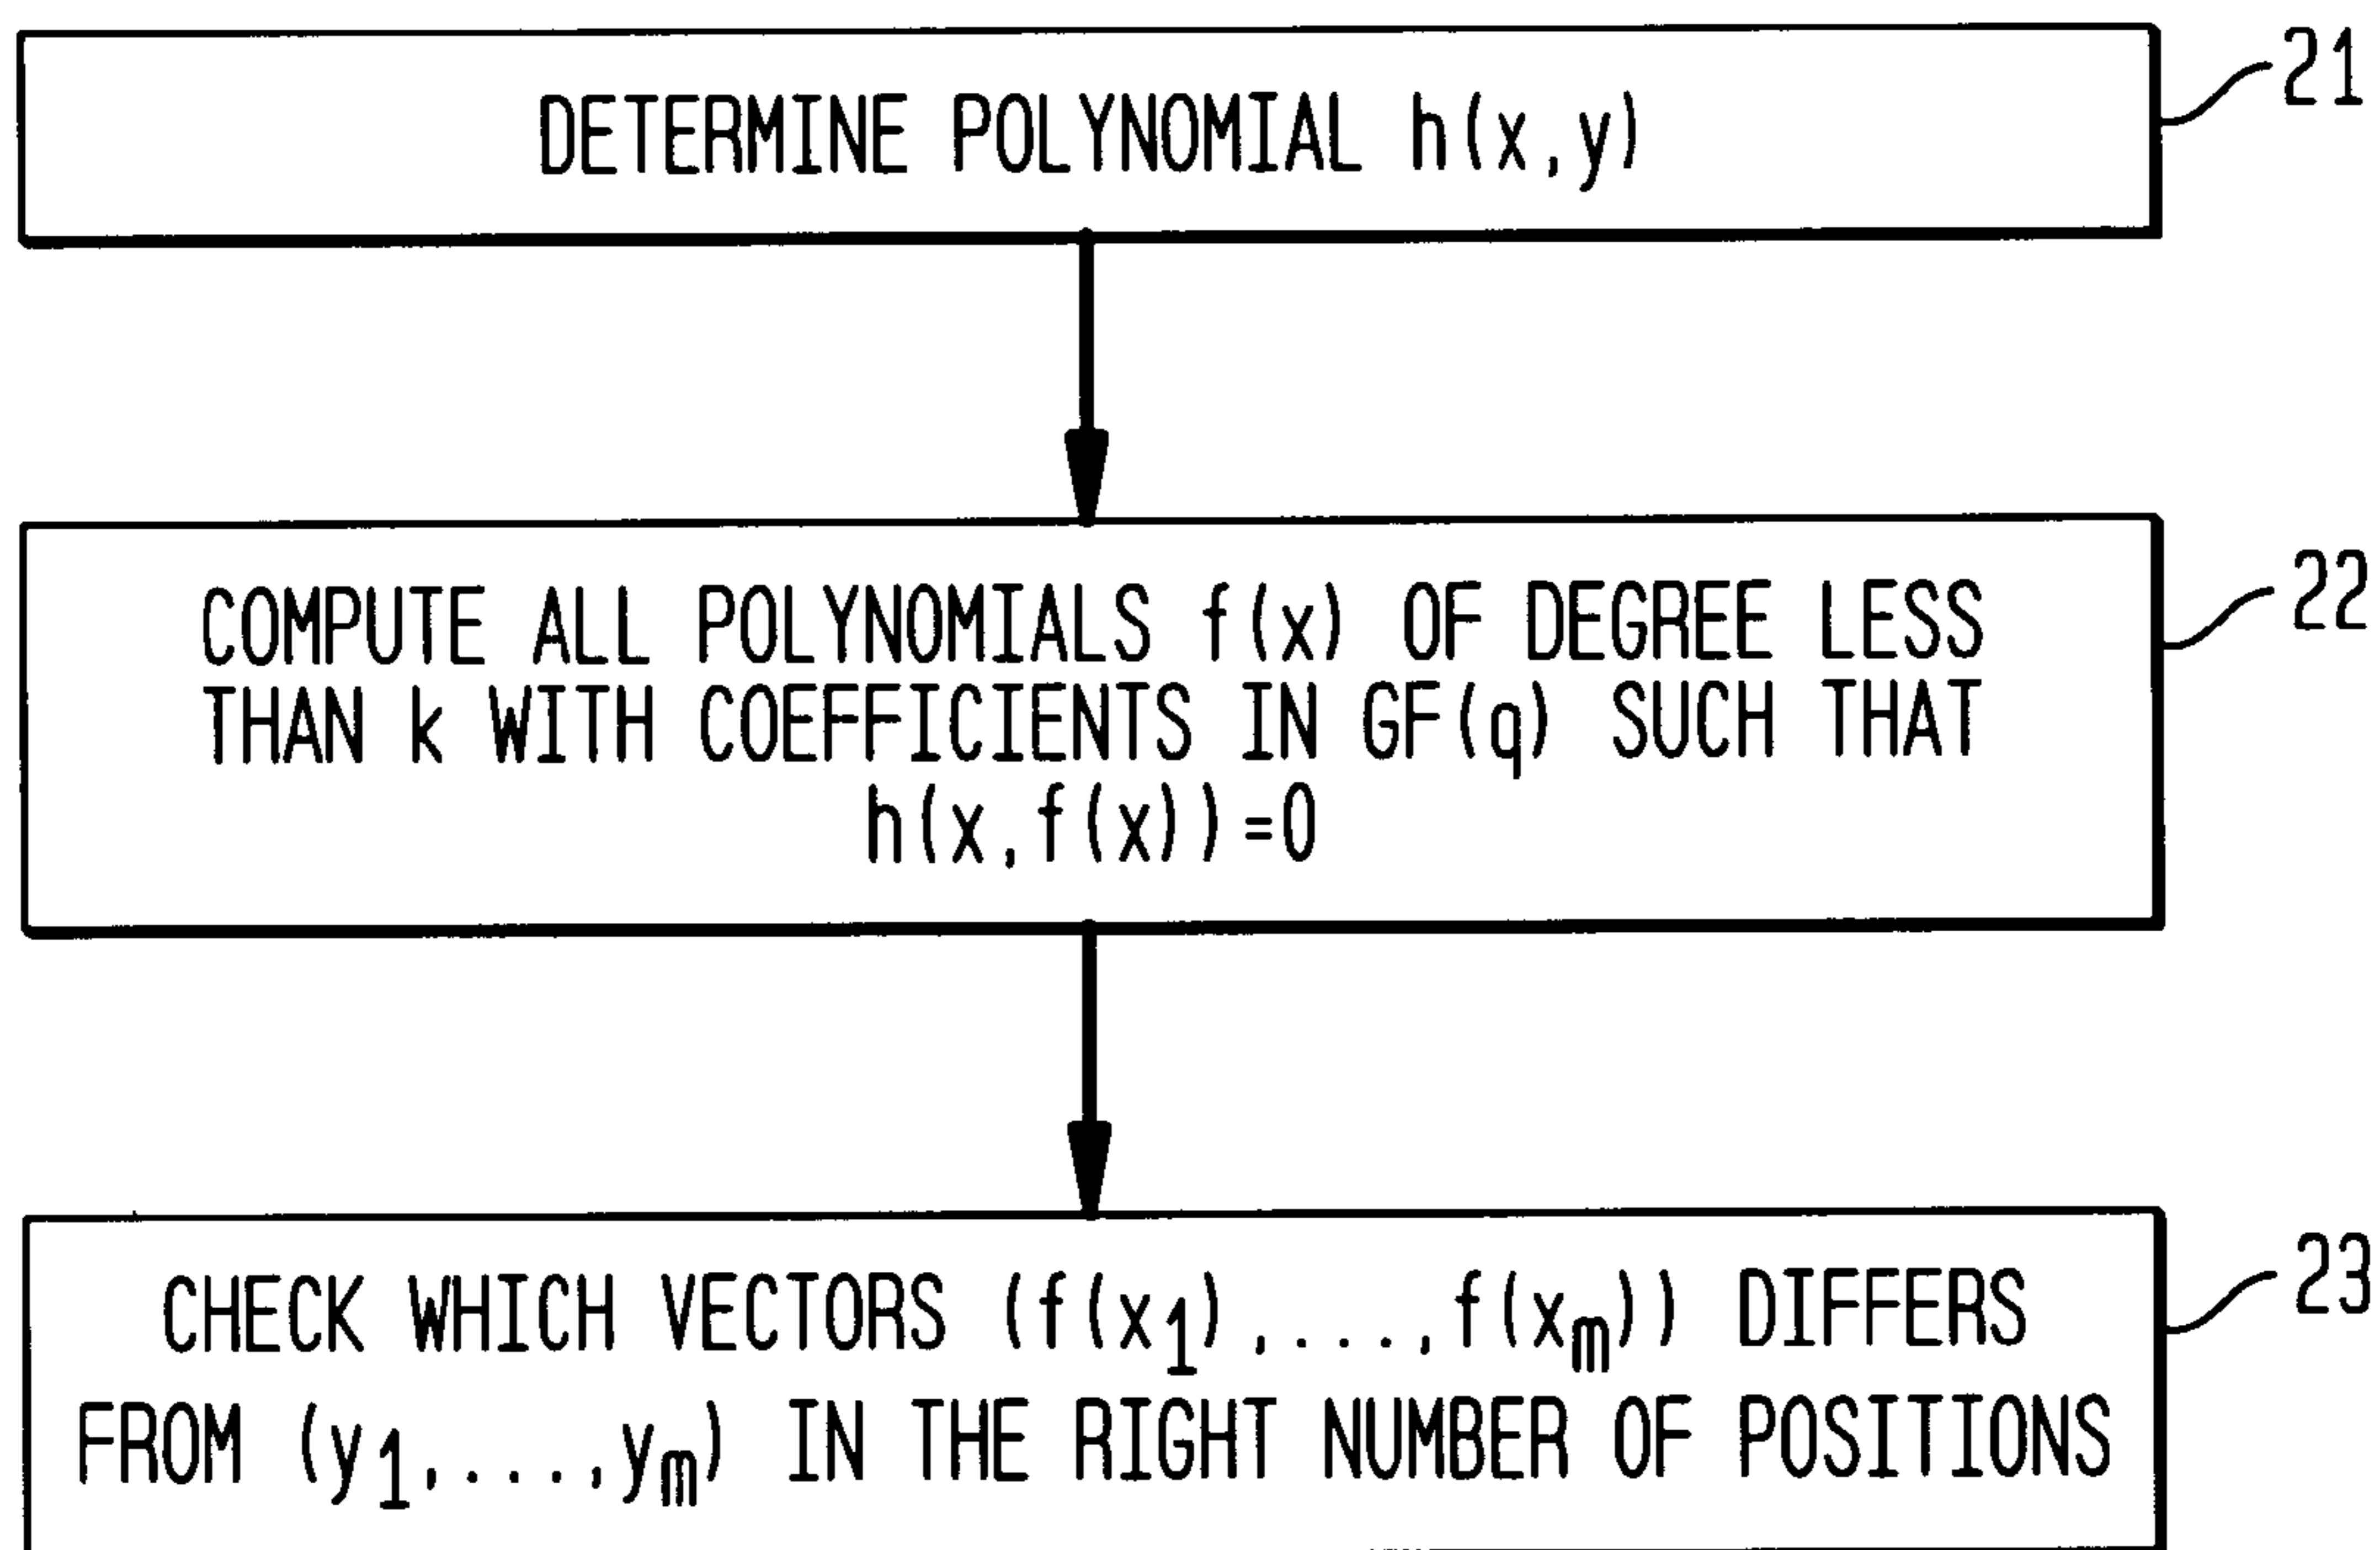 DETERMINE POLYNOMIAL h(x,y)
21
COMPUTE ALL POLYNOMIALS f(x) OF DEGREE LESS
THAN k WITH COEFFICIENTS IN GF(q) SUCH THAT
h(x,f(x))=0
22
CHECK WHICH VECTORS (f(x1),....,f(xm)) DIFFERS
FROM (y1,....,ym) IN THE RIGHT NUMBER OF POSITIONS
23